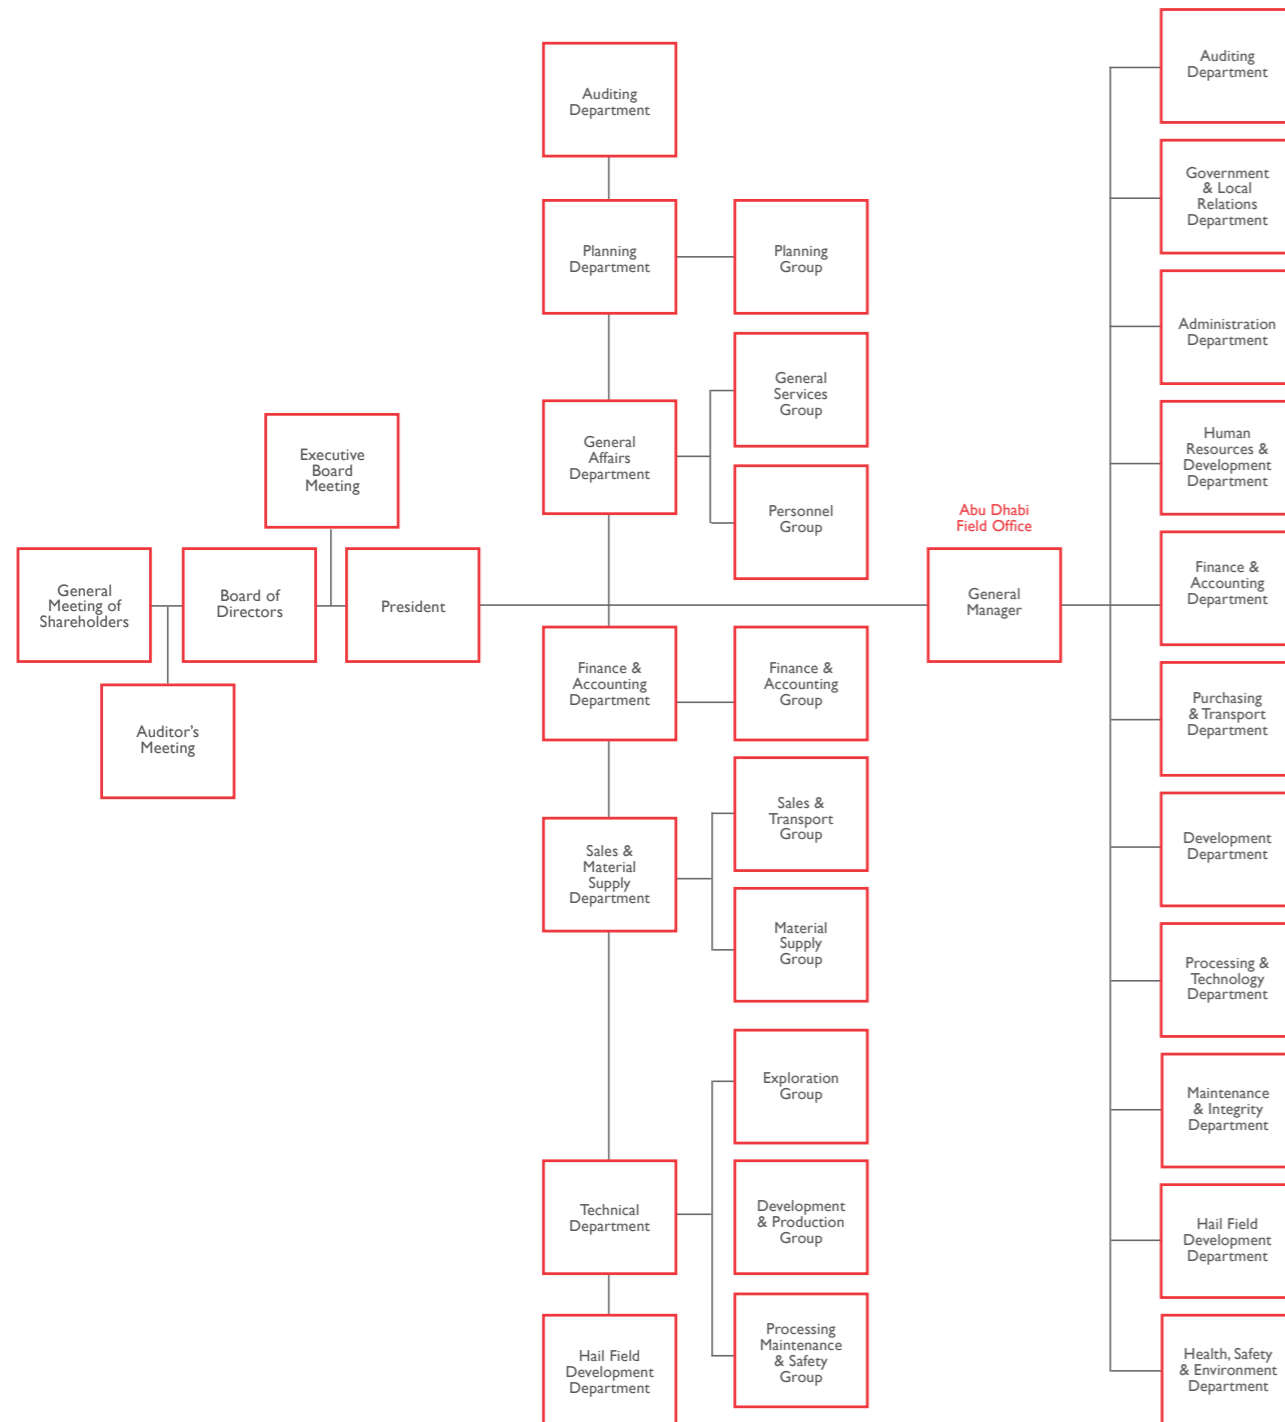 General
Meeting of
Shareholders
Auditor’s
Meeting
Board of
Directors
Executive
Board
Meeting
President
Auditing
Department
Planning
Department
Planning
Group
General
Affairs
Department
General
Services
Group
Personnel
Group
Finance &
Accounting
Department
Finance &
Accounting
Group
Sales &
Material
Supply
Department
Sales &
Transport
Group
Material
Supply
Group
Technical
Department
Exploration
Group
Development
& Production
Group
Processing
Maintenance
& Safety
Group
Hail Field
Development
Department
Abu Dhabi
Field Office
General
Manager
Auditing
Department
Government
& Local
Relations
Department
Administration
Department
Human
Resources &
Development
Department
Finance &
Accounting
Department
Purchasing
& Transport
Department
Development
Department
Processing &
Technology
Department
Maintenance
& Integrity
Department
Hail Field
Development
Department
Health, Safety
& Environment
Department